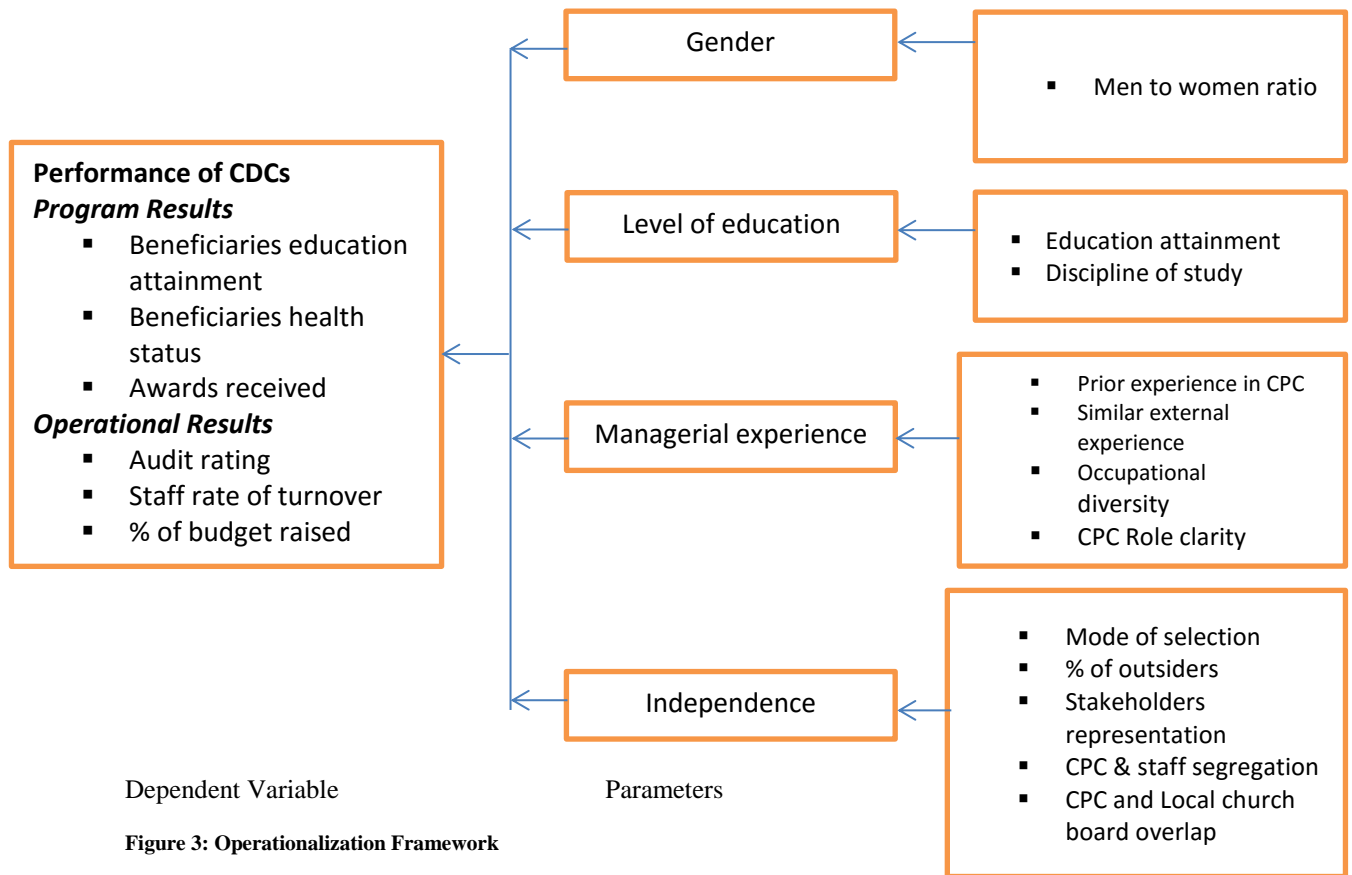 Performance of CDCs
Program Results
▪ Beneficiaries education
attainment
▪ Beneficiaries health
status
▪ Awards received
Operational Results
▪ Audit rating
▪ Staff rate of turnover
▪ % of budget raised
Gender
▪ Men to women ratio
Level of education
▪ Education attainment
▪ Discipline of study
Managerial experience
▪ Prior experience in CPC
▪ Similar external
experience
▪ Occupational
diversity
▪ CPC Role clarity
Independence
▪ Mode of selection
▪ % of outsiders
▪ Stakeholders
representation
▪ CPC & staff segregation
▪ CPC and Local church
board overlap
Dependent Variable
Parameters
Figure 3: Operationalization Framework